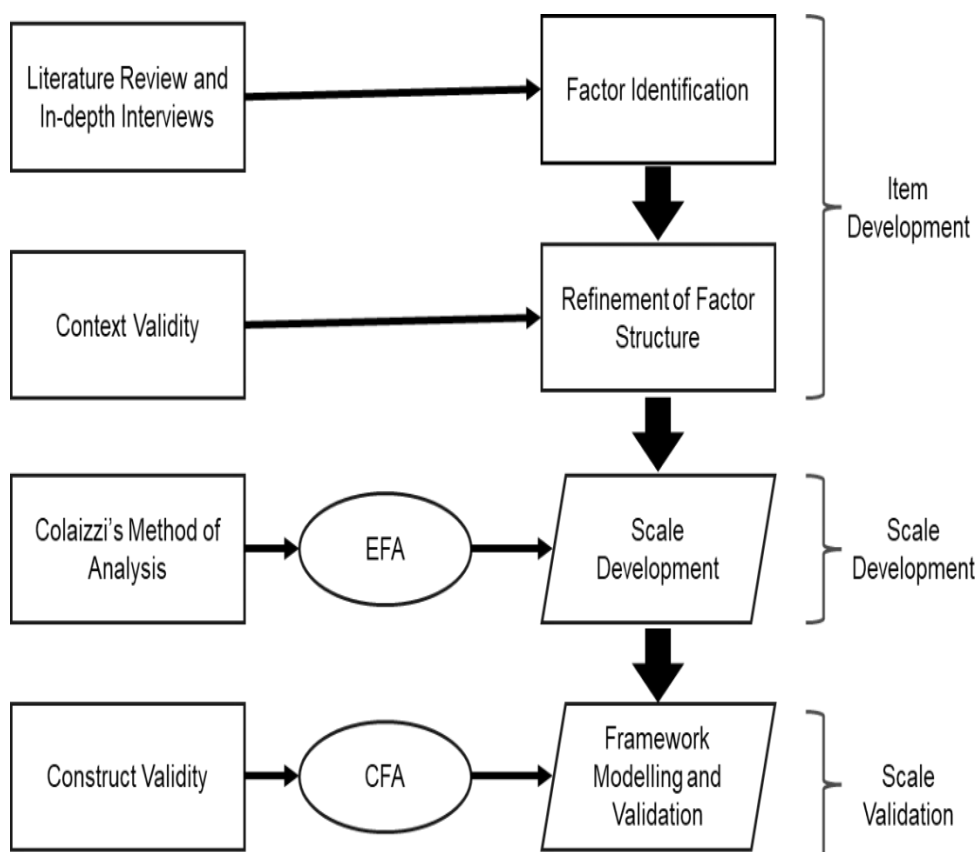 Literature Review and
In-depth Interviews
Factor Identification
Item
Development
Context Validity
Refinement of Factor
Structure
Colaizzi's Method of
Analysis
EFA
Scale
Development
Scale
Development
Construct Validity
CFA
Framework
Modelling and
Validation
Scale
Validation